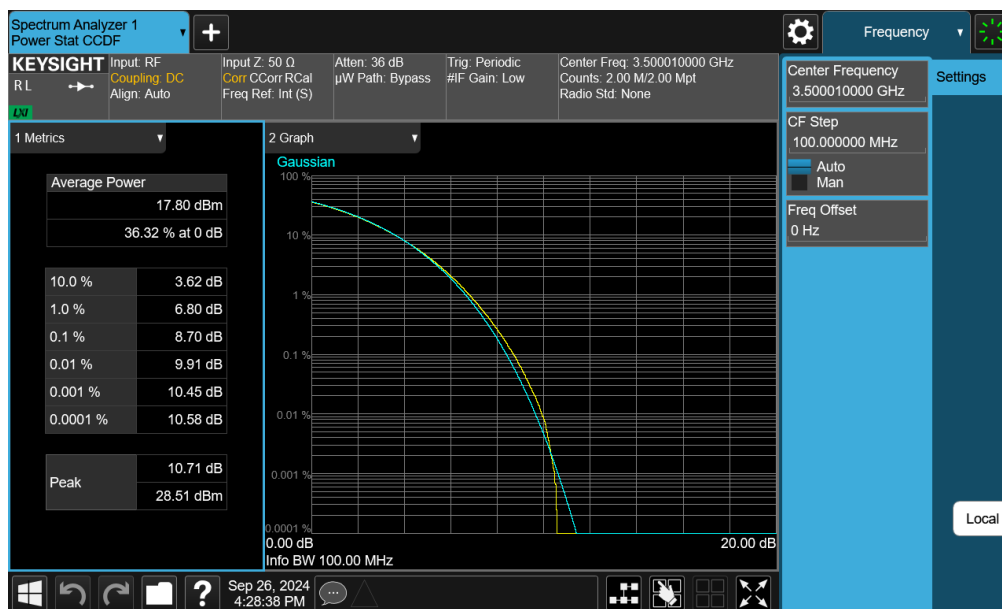 Spectrum Analyzer 1
Power Stat CCDF
Frequency
KEYSIGHT
RL
LXI
Input: RF
Coupling: DC
Align: Auto
Input Z: 50 Ω
Corr CCorr RCal
Freq Ref: Int (S)
Atten: 36 dB
µW Path: Bypass
Trig: Periodic
#IF Gain: Low
Center Freq: 3.500010000 GHz
Counts: 2.00 M/2.00 Mpt
Radio Std: None
Center Frequency
3.500010000 GHz
Settings
CF Step
100.000000 MHz
Auto
Man
Freq Offset
0 Hz
Local
1 Metrics
Average Power
17.80 dBm
36.32 % at 0 dB
10.0 % 3.62 dB
1.0 % 6.80 dB
0.1 % 8.70 dB
0.01 % 9.91 dB
0.001 % 10.45 dB
0.0001 % 10.58 dB
Peak
10.71 dB
28.51 dBm
2 Graph
Gaussian
100 %
10 %
1 %
0.1 %
0.01 %
0.001 %
0.0001 %
0.00 dB 20.00 dB
Info BW 100.00 MHz
?
Sep 26, 2024
4:28:38 PM